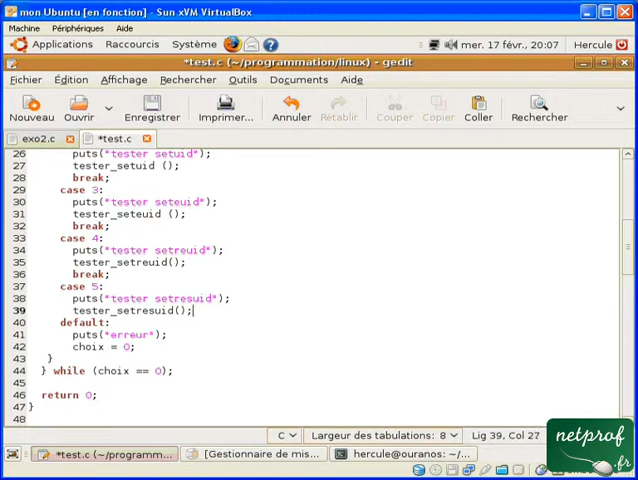 mon Ubuntu [en fonction] - Sun xVM VirtualBox
Machine Périphériques Aide
Applications Raccourcis Système mer. 17 févr., 20:07 Hercule
*test.c (~/programmation/linux) - gedit
Fichier Édition Affichage Rechercher Outils Documents Aide
Nouveau Ouvrir Enregistrer Imprimer... Annuler Rétablir Couper Copier Coller Rechercher
exo2.c *test.c
26 puts("tester setuid");
27 tester_setuid ();
28 break;
29 case 3:
30 puts("tester seteuid");
31 tester_seteuid ();
32 break;
33 case 4:
34 puts("tester setreuid");
35 tester_setreuid();
36 break;
37 case 5:
38 puts("tester setresuid");
39 tester_setresuid();
40 default:
41 puts("erreur");
42 choix = 0;
43 }
44 } while (choix == 0);
45
46 return 0;
47 }
48
C Largeur des tabulations: 8 Lig 39, Col 27
*test.c (~/programm... [Gestionnaire de mis... hercule@ouranos: ~/...
netprof
.fr